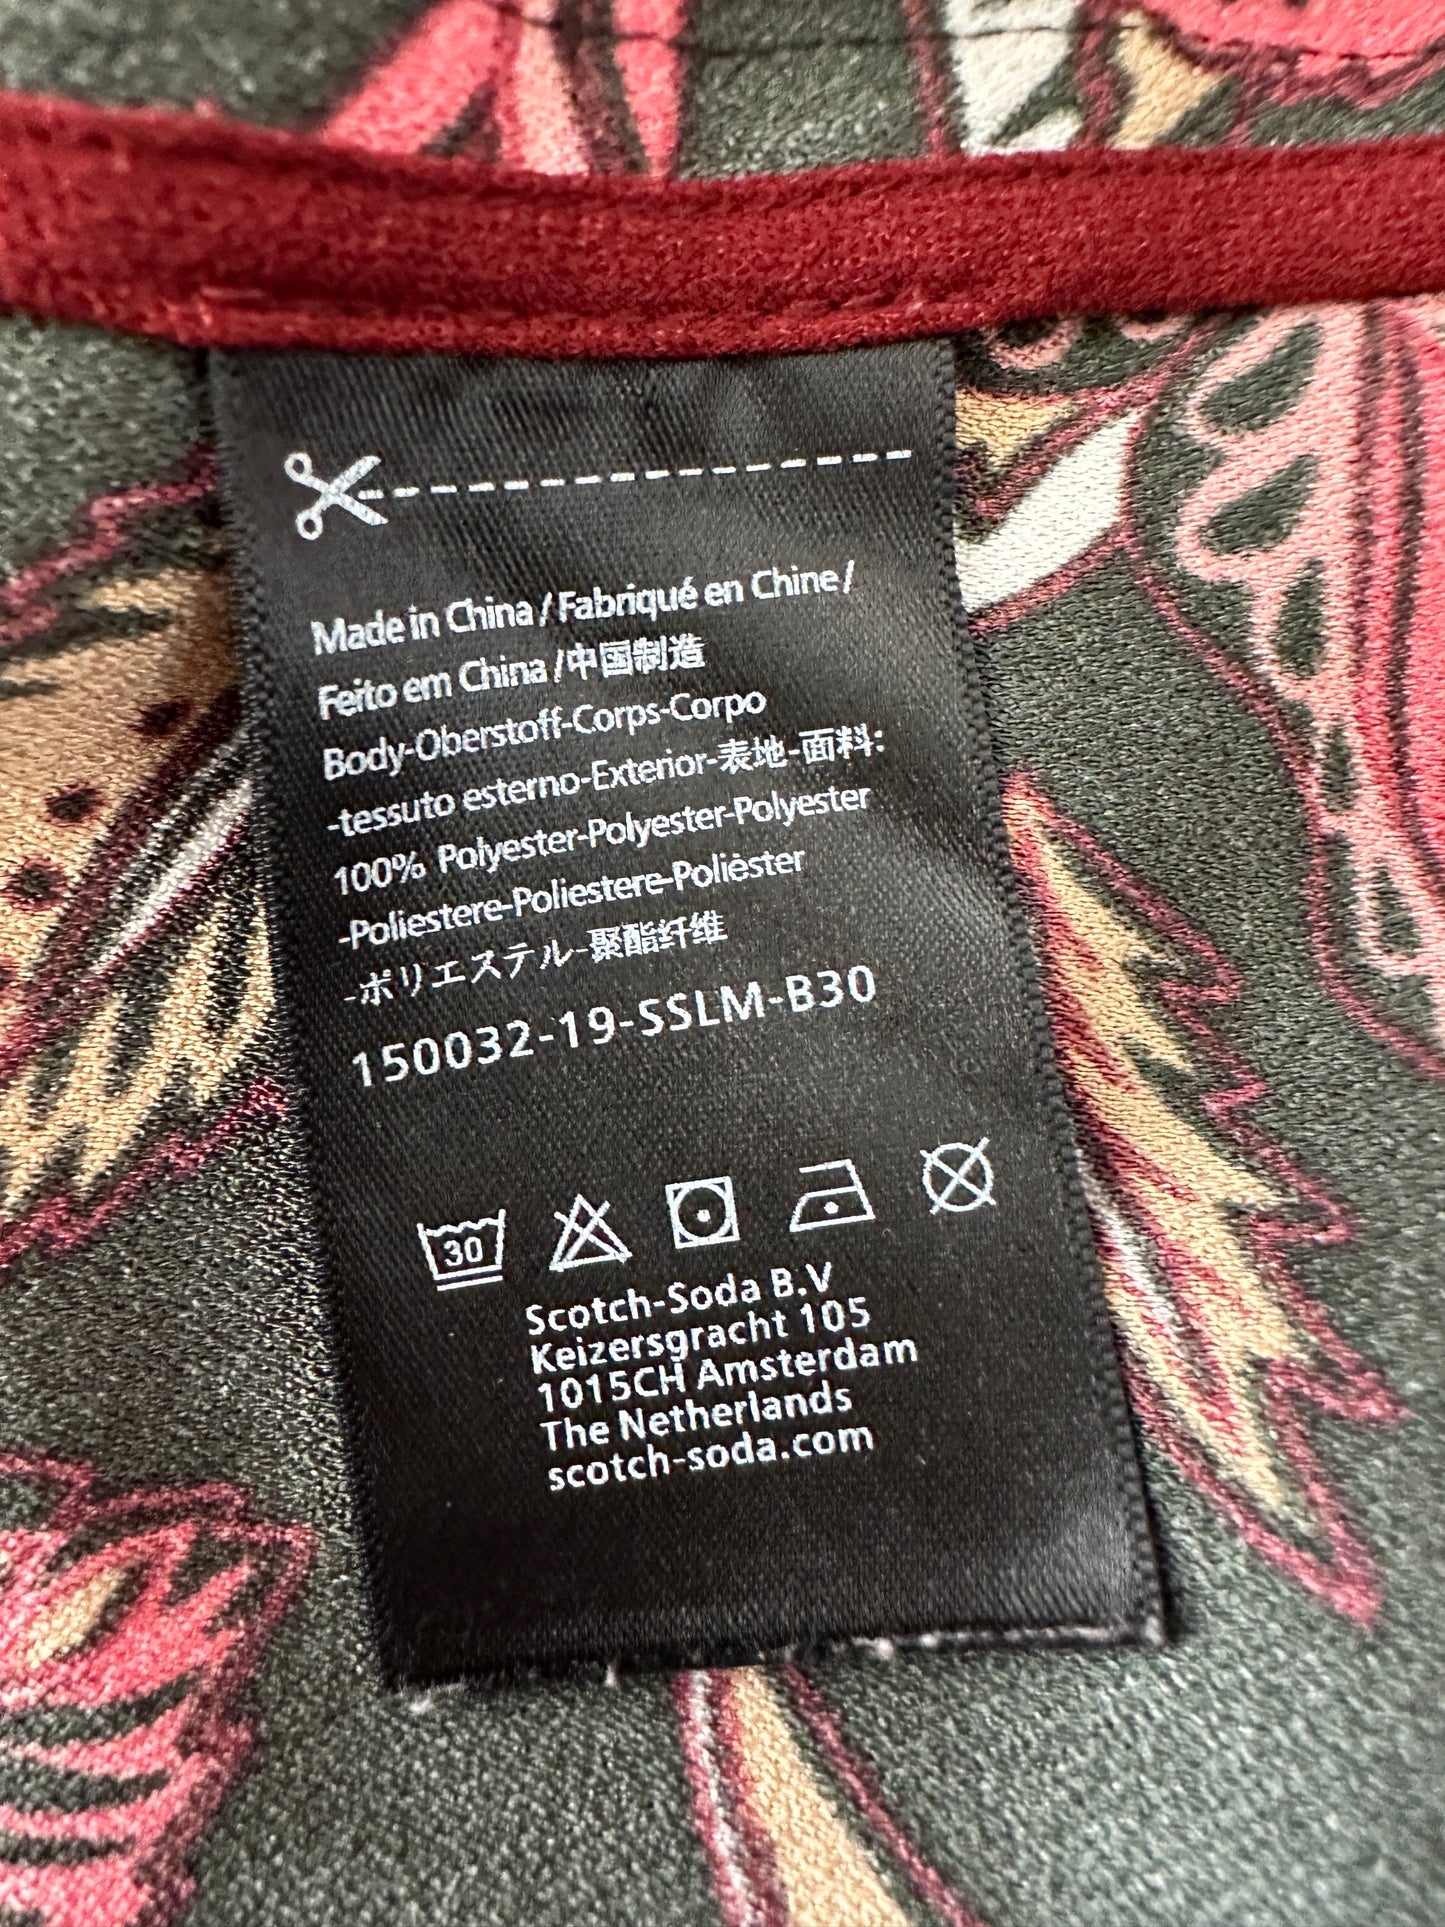 Made in China / Fabriqué en Chine /
Feito em China / 中国制造
Body-Oberstoff-Corps-Corpo
-tessuto esterno-Exterior-表地-面料:
100% Polyester-Polyester-Polyester
-Poliestere-Poliestere-Poliéster
-ポリエステル-聚酯纤维
150032-19-SSLM-B30
30
Scotch-Soda B.V
Keizersgracht 105
1015CH Amsterdam
The Netherlands
scotch-soda.com